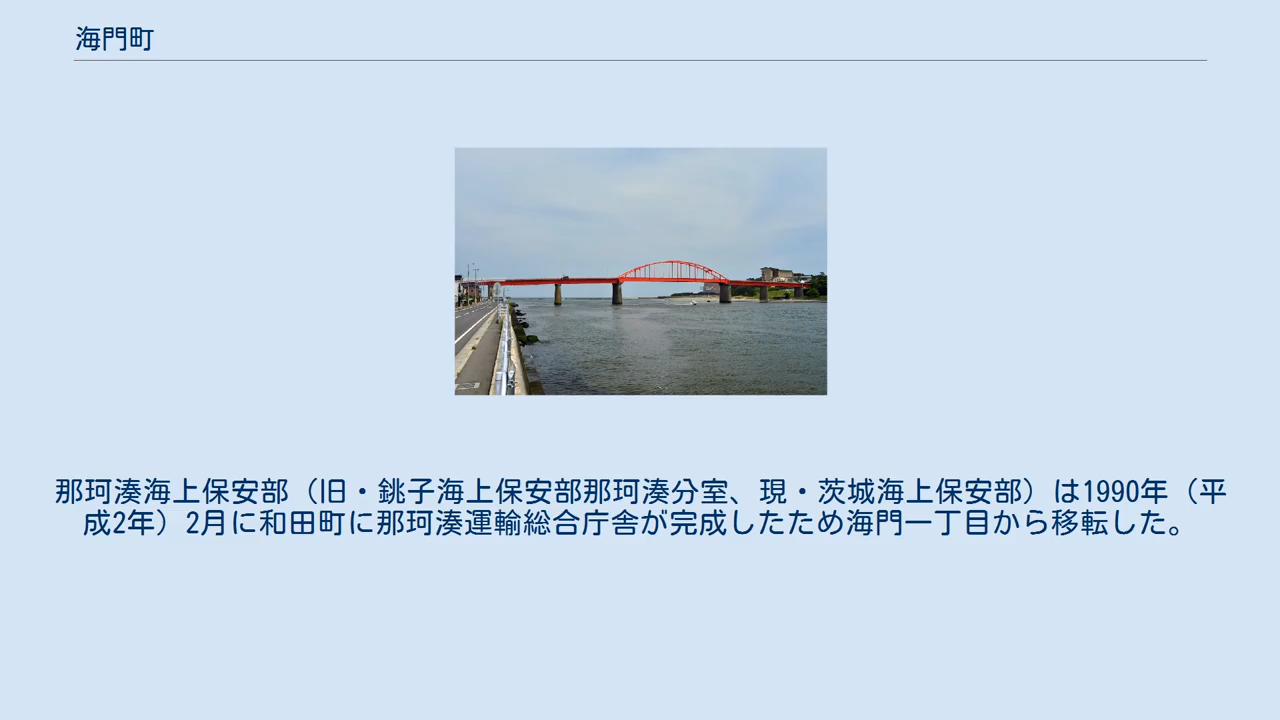 海門町
那珂湊海上保安部（旧・銚子海上保安部那珂湊分室、現・茨城海上保安部）は1990年（平
成2年）2月に和田町に那珂湊運輸総合庁舎が完成したため海門一丁目から移転した。